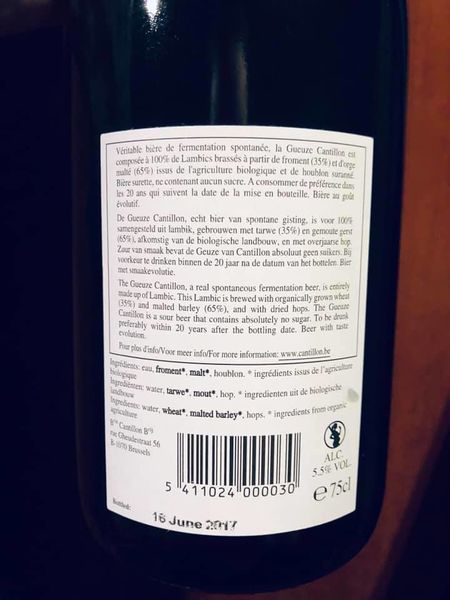 Véritable bière de fermentation spontanée, la Gueuze Cantillon est
composée à 100% de Lambics brassés à partir de froment (35%) et d'orge
malté (65%) issus de l'agriculture biologique et de houblon suranné.
Bière surette, ne contenant aucun sucre. A consommer de préférence dans
les 20 ans qui suivent la date de la mise en bouteille. Bière au goût
évolutif.
De Gueuze Cantillon, echt bier van spontane gisting, is voor 100%
samengesteld uit lambik, gebrouwen met tarwe (35%) en gemoute gerst
(65%), afkomstig van de biologische landbouw, en met overjaarse hop.
Zour van smaak bevat de Geuze van Cantillon absoluut geen suikers. Bij
voorkeur te drinken binnen de 20 jaar na de datum van het bottelen. Bier
met smaakevolutie.
The Gueuze Cantillon, a real spontaneous fermentation beer, is entirely
made up of Lambic. This Lambic is brewed with organically grown wheat
(35%) and malted barley (65%), and with dried hops. The Gueuze
Cantillon is a sour beer that contains absolutely no sugar. To be drunk
preferably within 20 years after the bottling date. Beer with taste
evolution.
Pour plus d'info/Voor meer info/For more information: www.cantillon.be
Ingrédients: eau, froment*, malt*, houblon. * ingrédients issus de l'agriculture
biologique
Ingrediënten: water, tarwe*, mout*, hop. * ingredienten uit de biologische
landbouw
Ingredients: water, wheat*, malted barley*, hops. * ingredients from organic
agriculture
Cantillon
rue Gheudestraat 56
B-1070 Brussels
ALC.
5.5% VOL.
5 411024 000030
e 75cl
Bottled:
16 June 2017